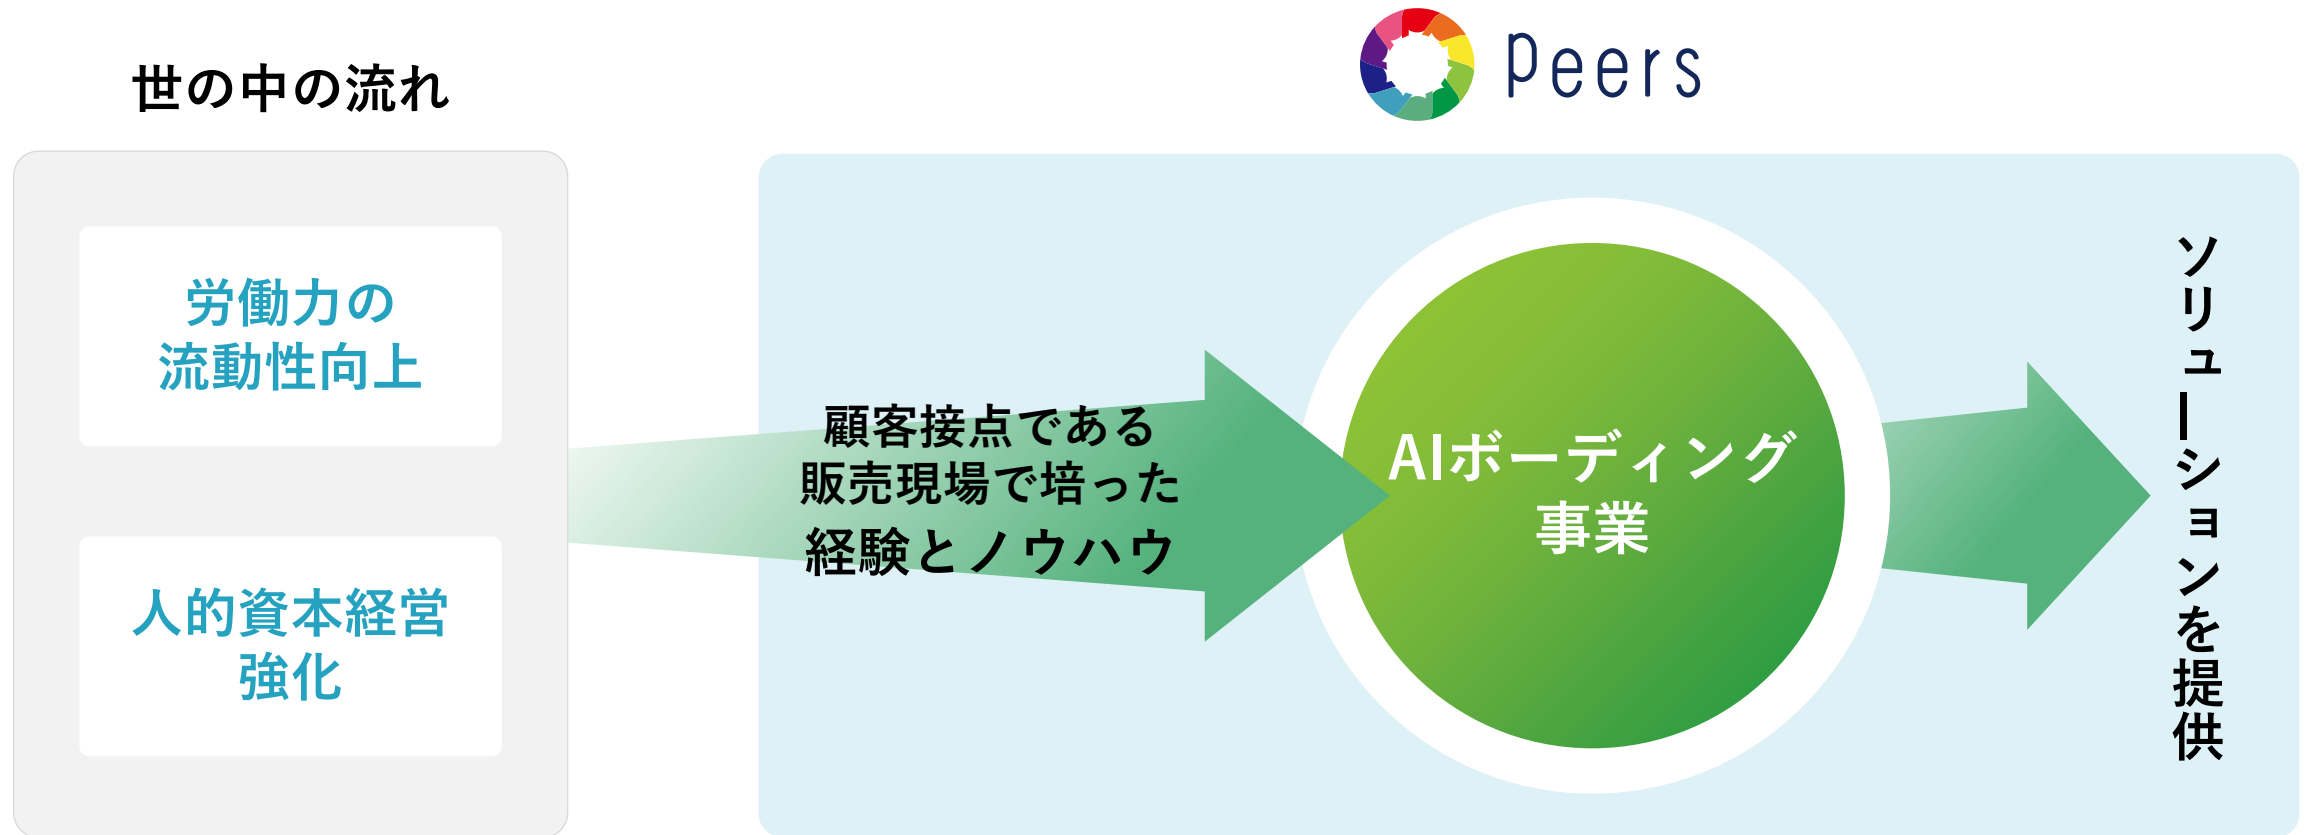 世の中の流れ
労働力の
流動性向上
人的資本経営
強化
Peers
顧客接点である
販売現場で培った
経験とノウハウ
AIボーディング
事業
ソリューションを提供